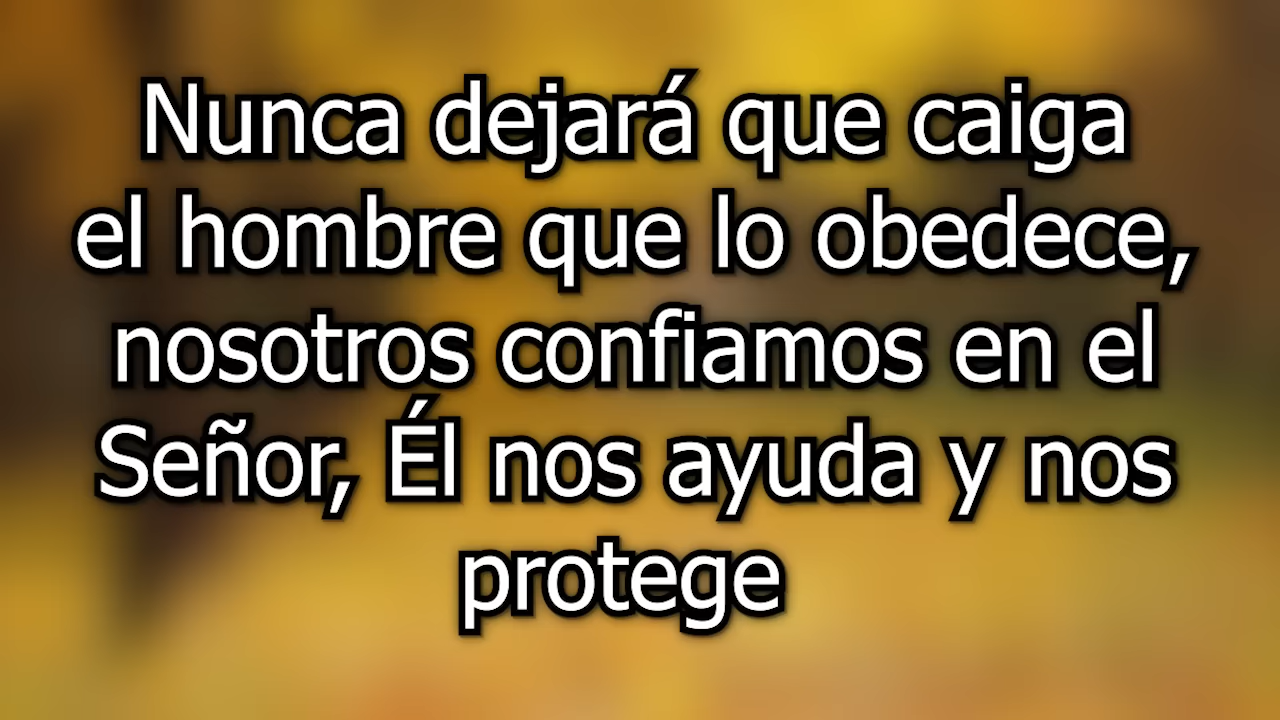 Nunca dejará que caiga
el hombre que lo obedece,
nosotros confiamos en el
Señor, Él nos ayuda y nos
protege